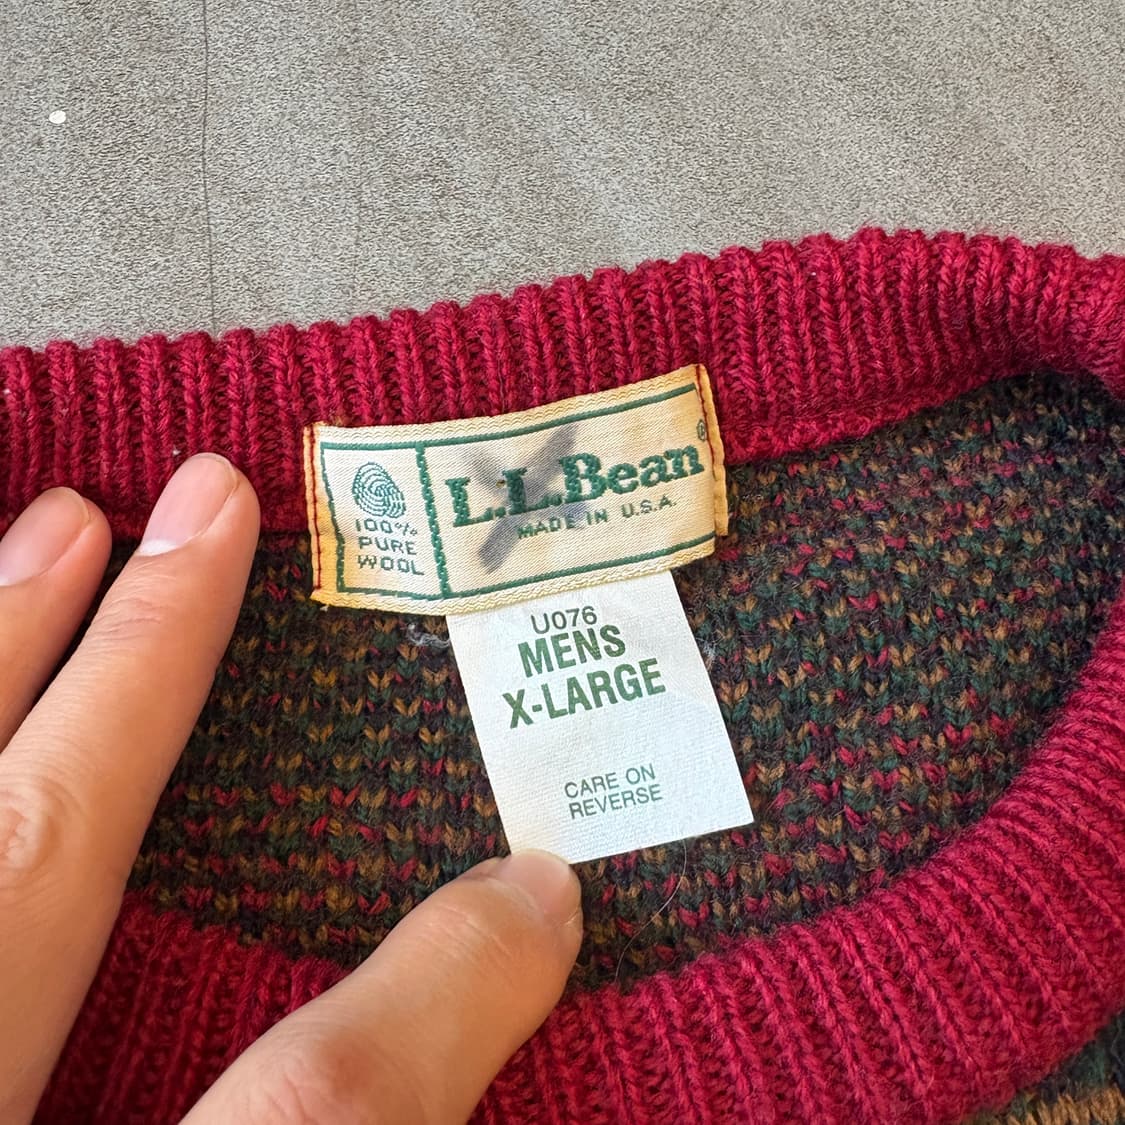 L.L.Bean®
MADE IN U.S.A.
100%
PURE
WOOL
U076
MENS
X-LARGE
CARE ON
REVERSE